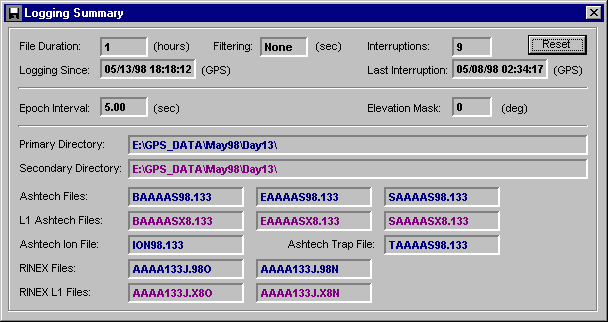 Logging Summary
File Duration: 1 (hours) Filtering: None (sec) Interruptions: 9 Reset
Logging Since: 05/13/98 18:18:12 (GPS) Last Interruption: 05/08/98 02:34:17 (GPS)
Epoch Interval: 5.00 (sec) Elevation Mask: 0 (deg)
Primary Directory: E:\GPS_DATA\May98\Day13\
Secondary Directory: E:\GPS_DATA\May98\Day13\
Ashtech Files: BAAAAS98.133 EAAAAS98.133 SAAAAS98.133
L1 Ashtech Files: BAAAASX8.133 EAAAASX8.133 SAAAASX8.133
Ashtech Ion File: ION98.133 Ashtech Trap File: TAAAAS98.133
RINEX Files: AAAA133J.98O AAAA133J.98N
RINEX L1 Files: AAAA133J.X8O AAAA133J.X8N